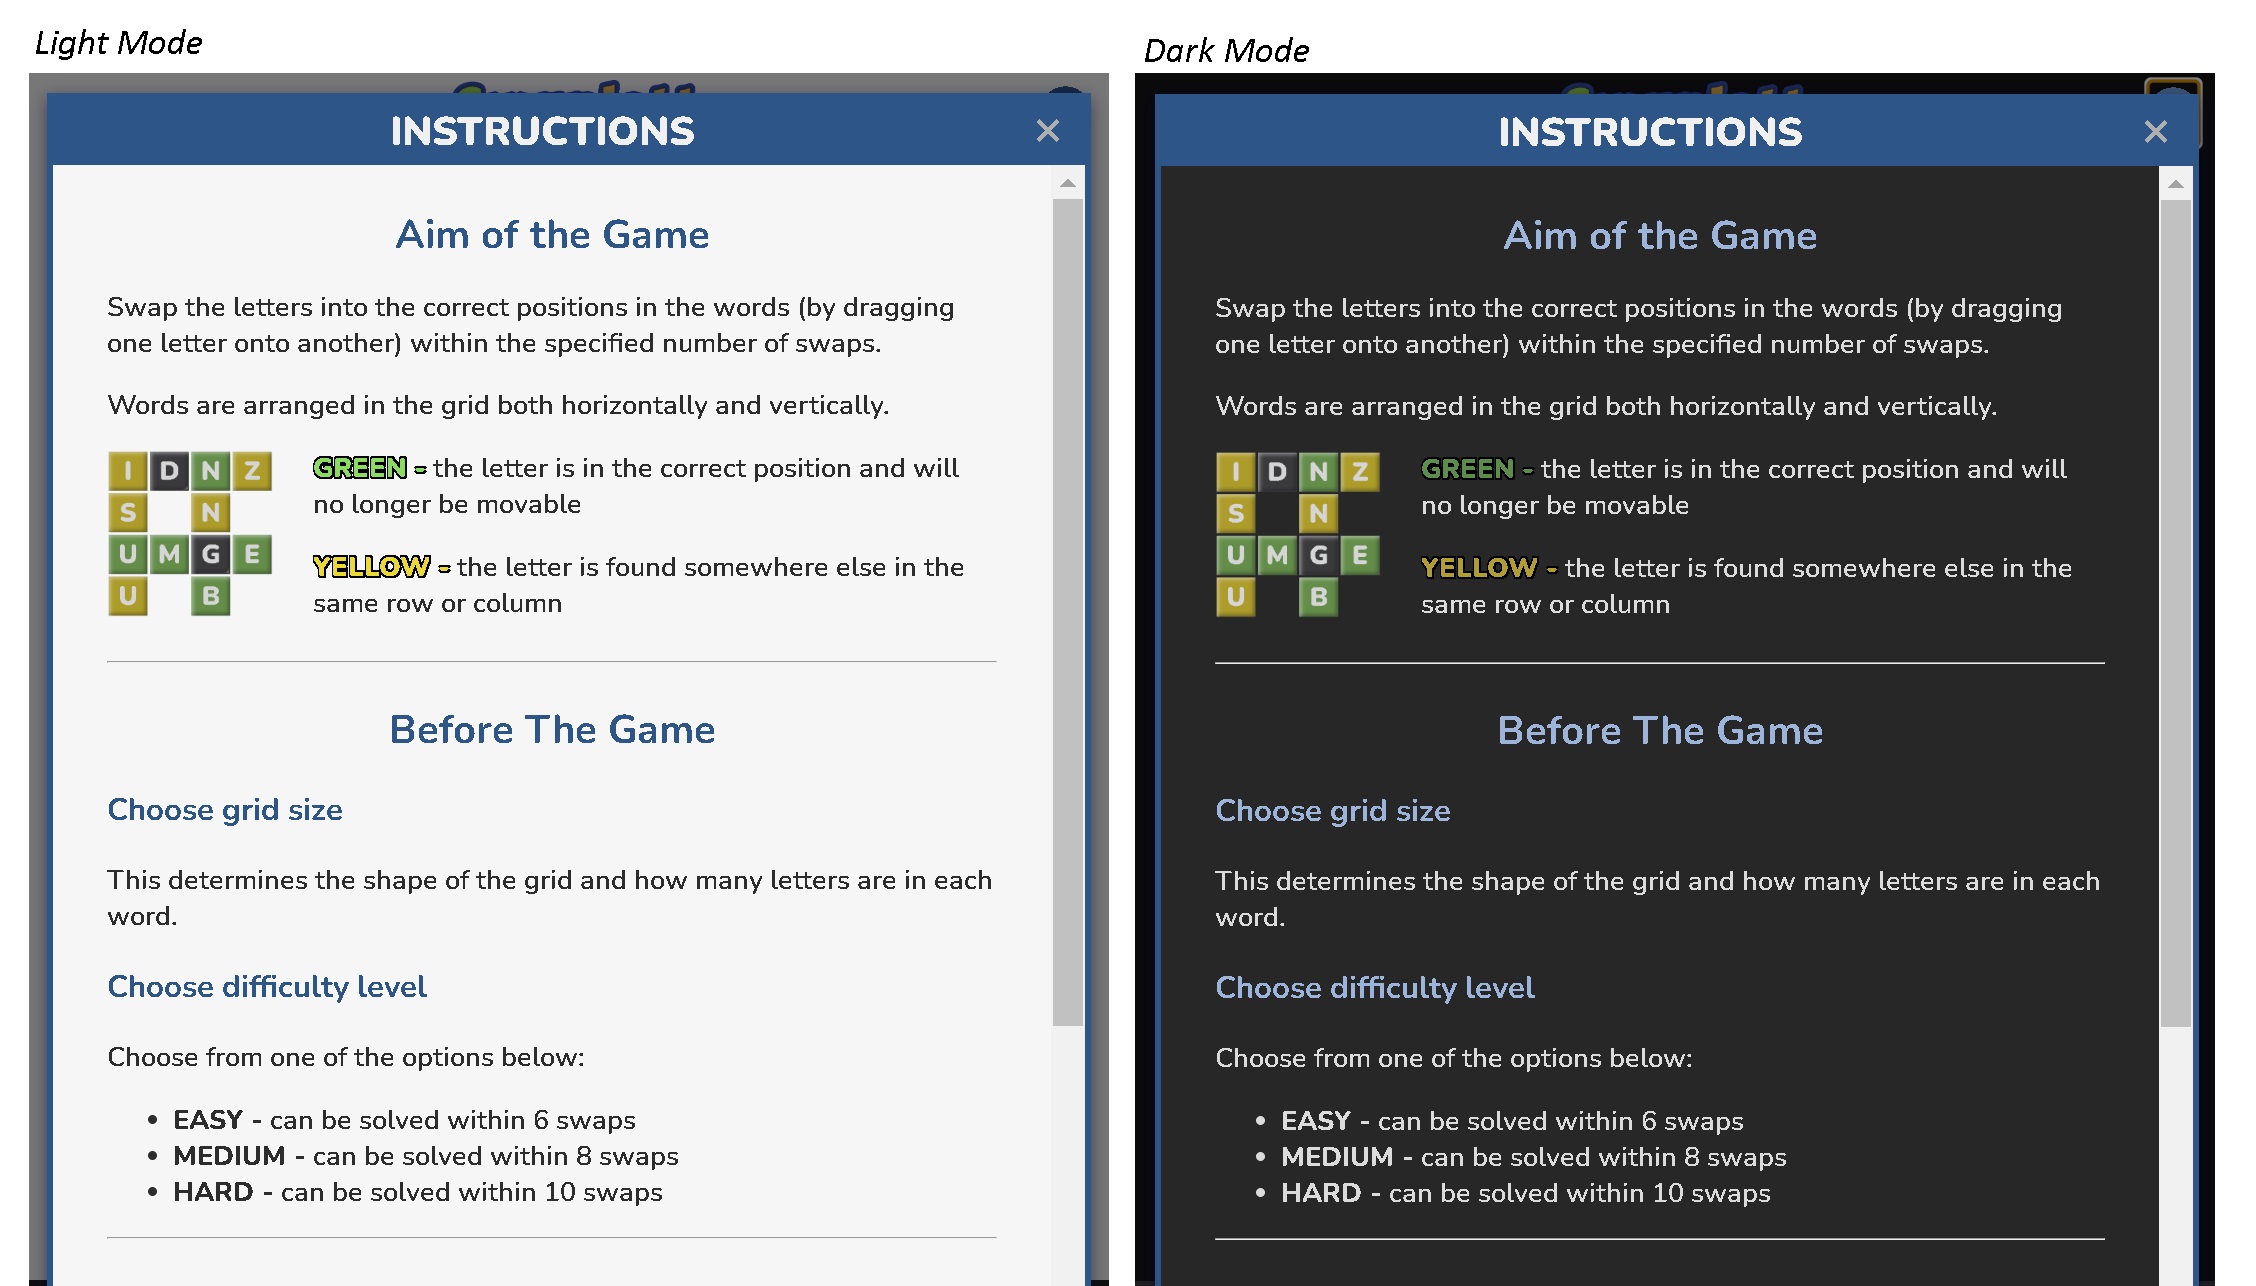 Light Mode
INSTRUCTIONS ×
Aim of the Game
Swap the letters into the correct positions in the words (by dragging
one letter onto another) within the specified number of swaps.
Words are arranged in the grid both horizontally and vertically.
I D N Z
S N
U M G E
U B
GREEN - the letter is in the correct position and will
no longer be movable
YELLOW - the letter is found somewhere else in the
same row or column
Before The Game
Choose grid size
This determines the shape of the grid and how many letters are in each
word.
Choose difficulty level
Choose from one of the options below:
• EASY - can be solved within 6 swaps
• MEDIUM - can be solved within 8 swaps
• HARD - can be solved within 10 swaps
Dark Mode
INSTRUCTIONS ×
Aim of the Game
Swap the letters into the correct positions in the words (by dragging
one letter onto another) within the specified number of swaps.
Words are arranged in the grid both horizontally and vertically.
I D N Z
S N
U M G E
U B
GREEN - the letter is in the correct position and will
no longer be movable
YELLOW - the letter is found somewhere else in the
same row or column
Before The Game
Choose grid size
This determines the shape of the grid and how many letters are in each
word.
Choose difficulty level
Choose from one of the options below:
• EASY - can be solved within 6 swaps
• MEDIUM - can be solved within 8 swaps
• HARD - can be solved within 10 swaps